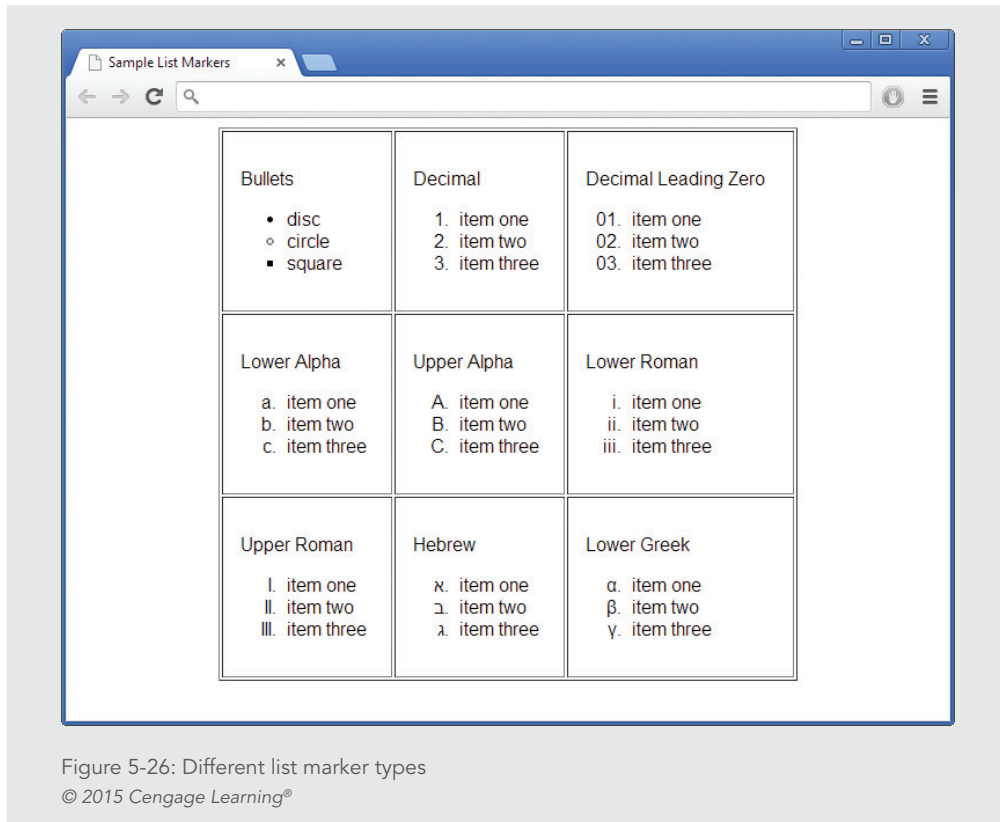 Sample List Markers
Bullets
• disc
◦ circle
▪ square
Decimal
1. item one
2. item two
3. item three
Decimal Leading Zero
01. item one
02. item two
03. item three
Lower Alpha
a. item one
b. item two
c. item three
Upper Alpha
A. item one
B. item two
C. item three
Lower Roman
i. item one
ii. item two
iii. item three
Upper Roman
I. item one
II. item two
III. item three
Hebrew
א. item one
ב. item two
ג. item three
Lower Greek
α. item one
β. item two
γ. item three
Figure 5-26: Different list marker types
© 2015 Cengage Learning®